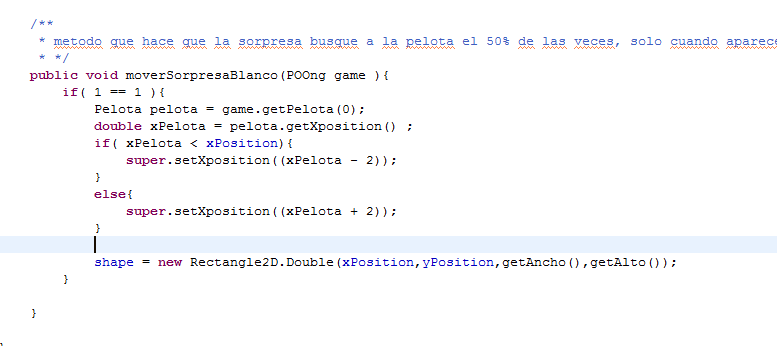 /**
* metodo que hace que la sorpresa busque a la pelota el 50% de las veces, solo cuando aparece
* */
public void moverSorpresaBlanco(POOng game ){
if( 1 == 1 ){
Pelota pelota = game.getPelota(0);
double xPelota = pelota.getXposition() ;
if( xPelota < xPosition){
super.setXposition((xPelota - 2));
}
else{
super.setXposition((xPelota + 2));
}
shape = new Rectangle2D.Double(xPosition,yPosition,getAncho(),getAlto());
}
}